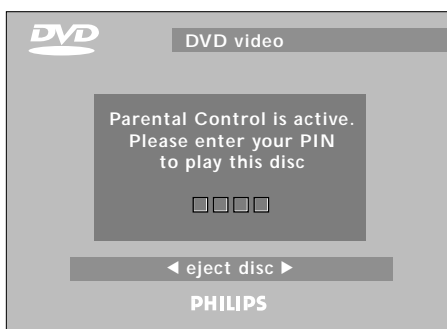 DVD
DVD video
Parental Control is active.
Please enter your PIN
to play this disc
◀ eject disc ▶
PHILIPS